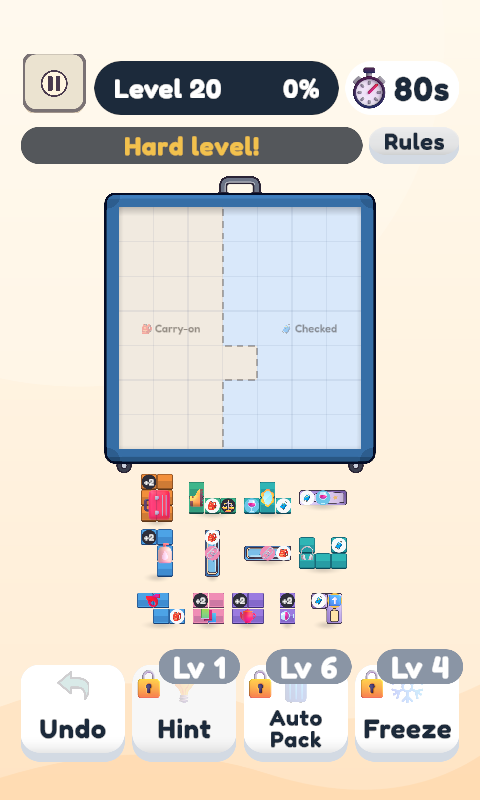 Level 20
0%
80s
Hard level!
Rules
Carry-on
Checked
+2
+2
+2
+2
+2
Lv 1
Lv 6
Lv 4
Undo
Hint
Auto
Pack
Freeze